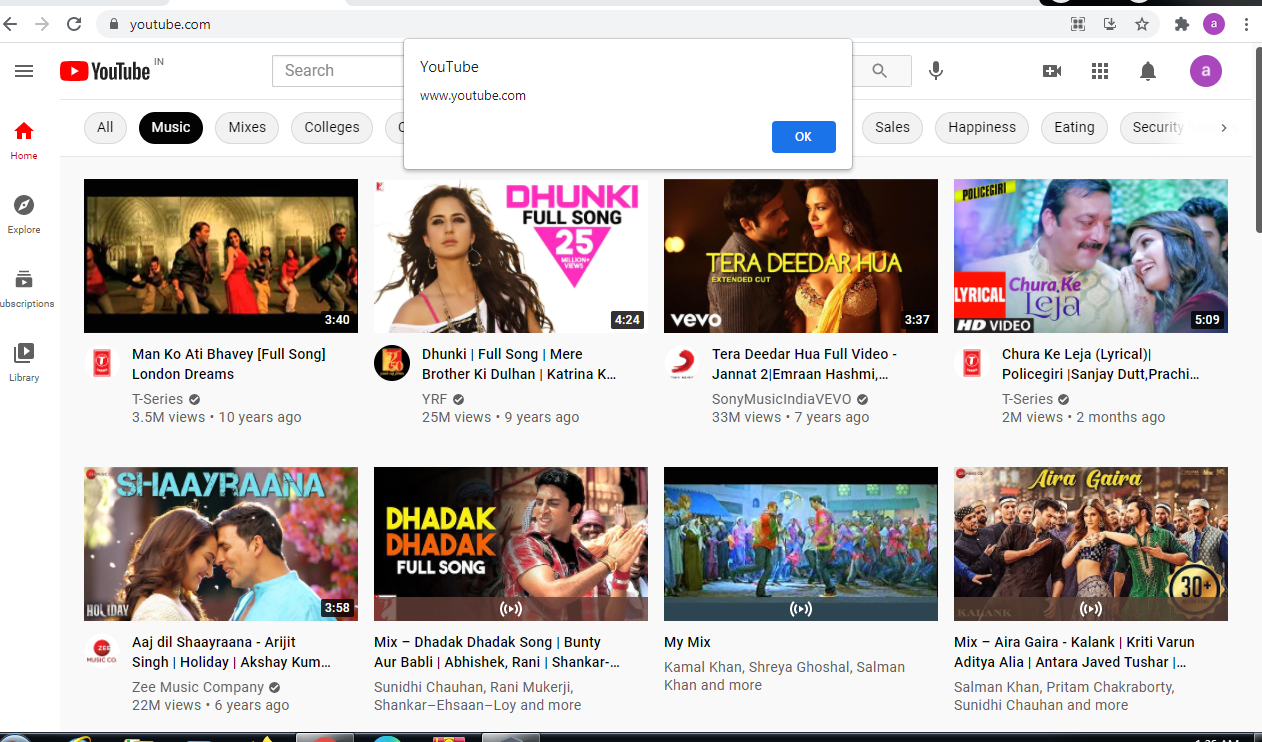 youtube.com
a
YouTube
www.youtube.com
OK
YouTube IN
Search
a
All
Music
Mixes
Colleges
Sales
Happiness
Eating
Security
Home
Explore
ubscriptions
Library
3:40
Man Ko Ati Bhavey [Full Song]
London Dreams
T-Series
3.5M views • 10 years ago
DHUNKI
FULL SONG
25
MILLION+
VIEWS
4:24
Dhunki | Full Song | Mere
Brother Ki Dulhan | Katrina K...
YRF
25M views • 9 years ago
TERA DEEDAR HUA
EXTENDED CUT
vevo
3:37
Tera Deedar Hua Full Video -
Jannat 2|Emraan Hashmi,...
SonyMusicIndiaVEVO
33M views • 7 years ago
POLICEGIRI
LYRICAL
Chura Ke
Leja
HD VIDEO
5:09
Chura Ke Leja (Lyrical)|
Policegiri |Sanjay Dutt,Prachi...
T-Series
2M views • 2 months ago
SHAAYRAANA
HOLIDAY
3:58
ZEE
MUSIC CO.
Aaj dil Shaayraana - Arijit
Singh | Holiday | Akshay Kum...
Zee Music Company
22M views • 6 years ago
DHADAK
DHADAK
FULL SONG
Mix – Dhadak Dhadak Song | Bunty
Aur Babli | Abhishek, Rani | Shankar-...
Sunidhi Chauhan, Rani Mukerji,
Shankar–Ehsaan–Loy and more
My Mix
Kamal Khan, Shreya Ghoshal, Salman
Khan and more
Aira Gaira
30+
KALANK
Mix – Aira Gaira - Kalank | Kriti Varun
Aditya Alia | Antara Javed Tushar |...
Salman Khan, Pritam Chakraborty,
Sunidhi Chauhan and more